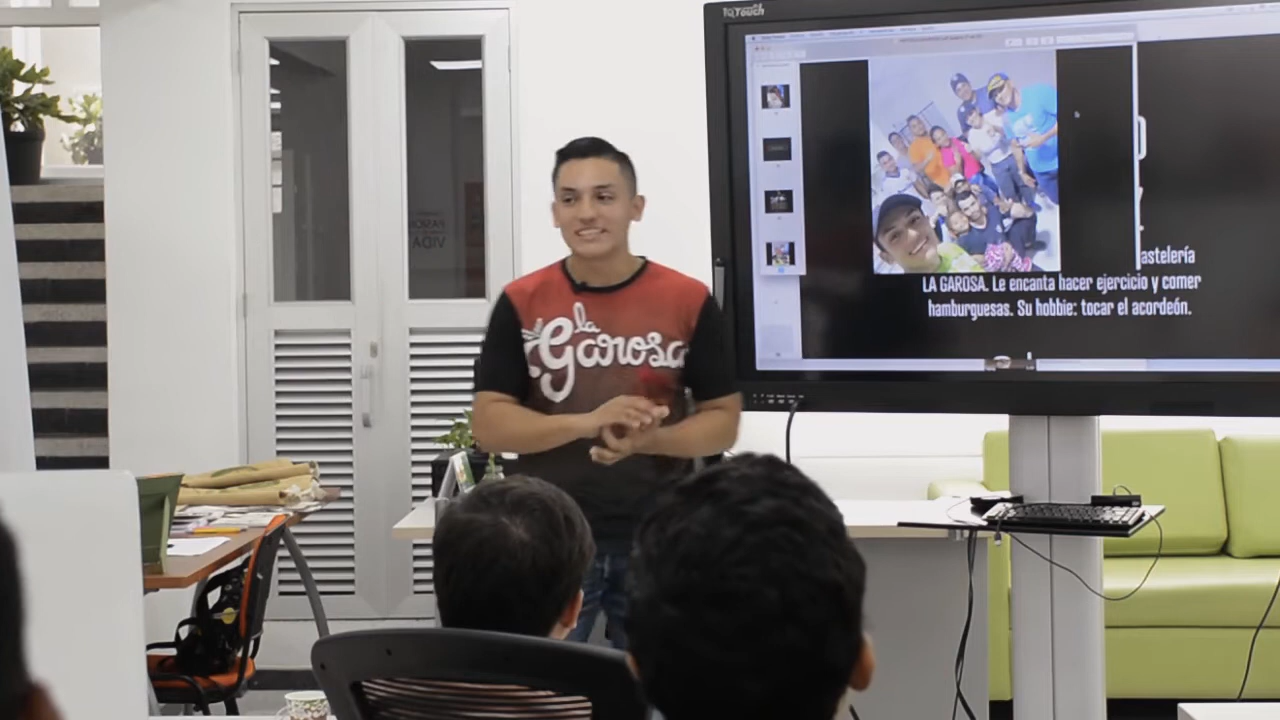 IQTouch
la
Garosa
astelería
LA GAROSA. Le encanta hacer ejercicio y comer
hamburguesas. Su hobbie: tocar el acordeón.